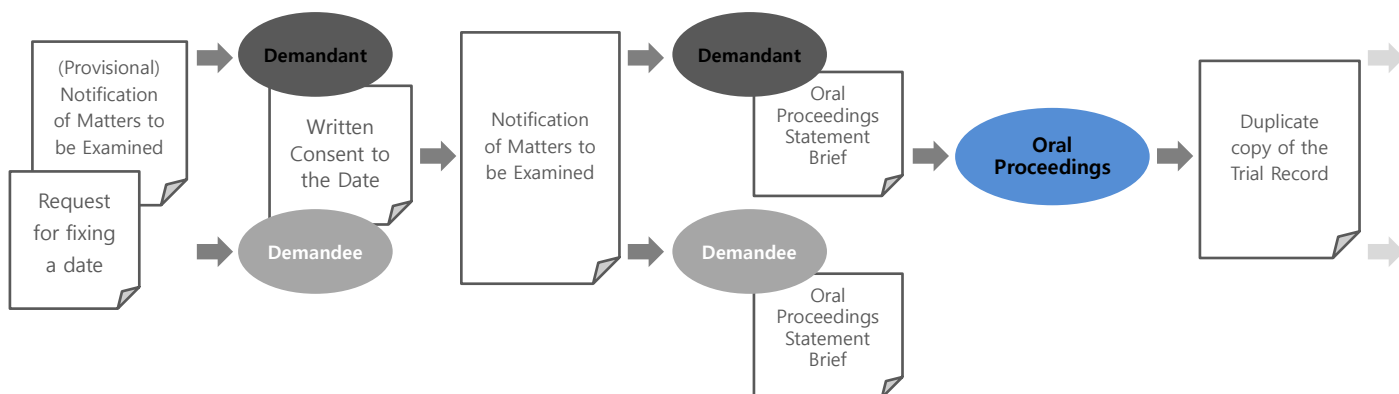 (Provisional)
Notification
of Matters to
be Examined
Request
for fixing
a date
Demandant
Written
Consent to
the Date
Demandee
Notification
of Matters to
be Examined
Demandant
Oral
Proceedings
Statement
Brief
Demandee
Oral
Proceedings
Statement
Brief
Oral
Proceedings
Duplicate
copy of the
Trial Record